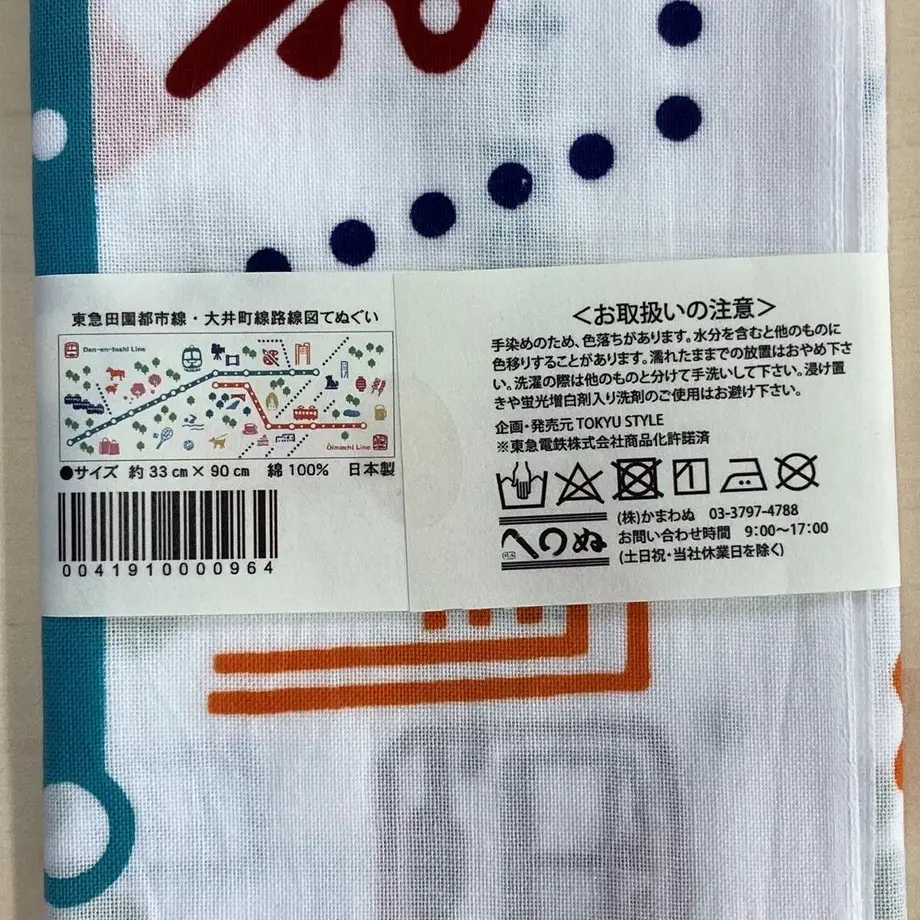 東急田園都市線・大井町線路線図てぬぐい
Den-en-toshi Line
Ōimachi Line
●サイズ 約33㎝×90㎝ 綿100% 日本製
0041910000964
＜お取扱いの注意＞
手染めのため、色落ちがあります。水分を含むと他のものに
色移りすることがあります。濡れたままでの放置はおやめ下さ
い。洗濯の際は他のものと分けて手洗いして下さい。浸け置
きや蛍光増白剤入り洗剤のご使用はお避け下さい。
企画・発売元 TOKYU STYLE
※東急電鉄株式会社商品化許諾済
(株)かまわぬ 03-3797-4788
お問い合わせ時間 9:00〜17:00
(土日祝・当社休業日を除く)